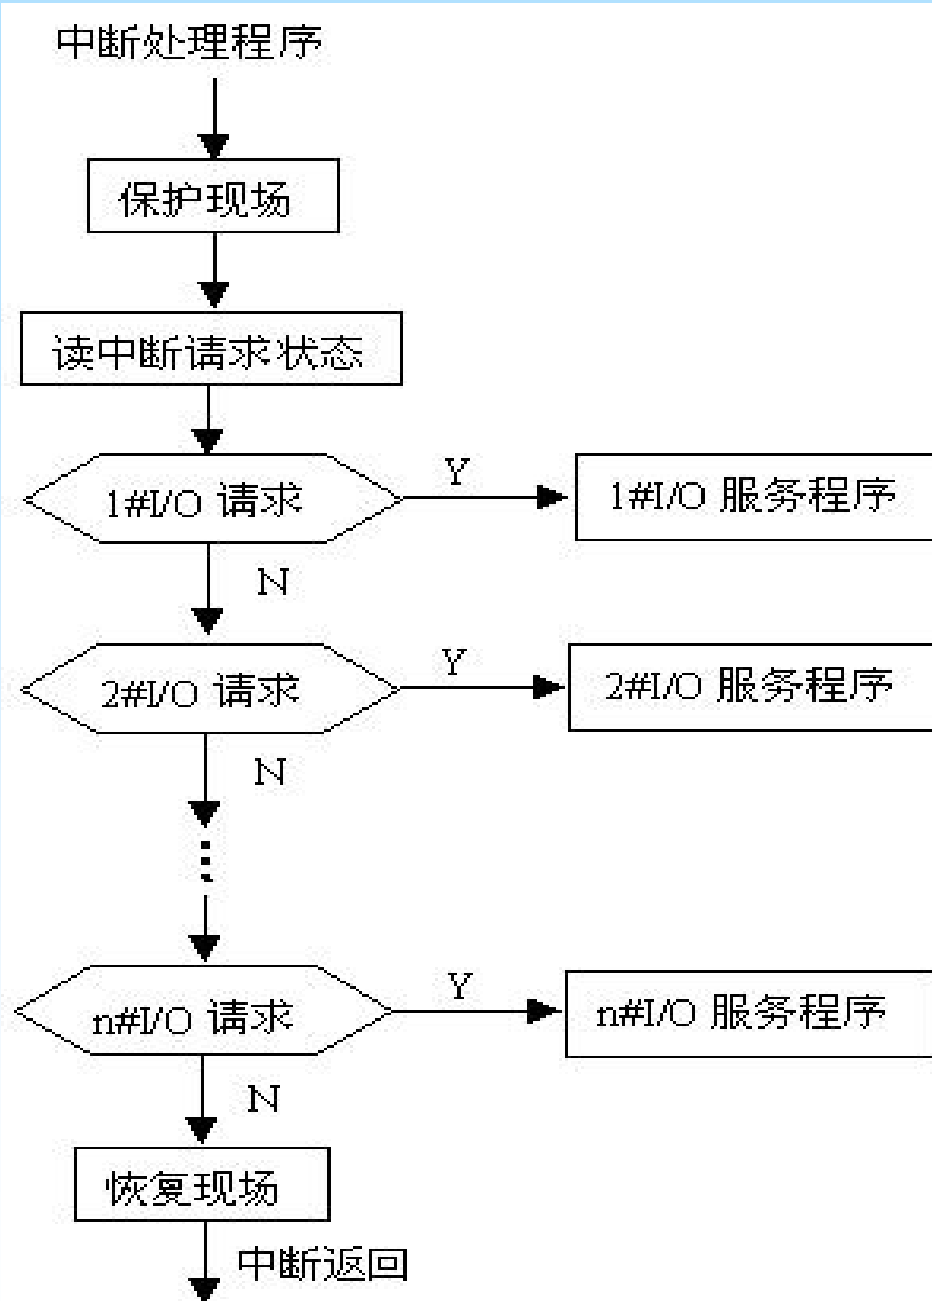 中断处理程序
保护现场
读中断请求状态
1#I/O 请求
Y
1#I/O 服务程序
N
2#I/O 请求
Y
2#I/O 服务程序
N
n#I/O 请求
Y
n#I/O 服务程序
N
恢复现场
中断返回